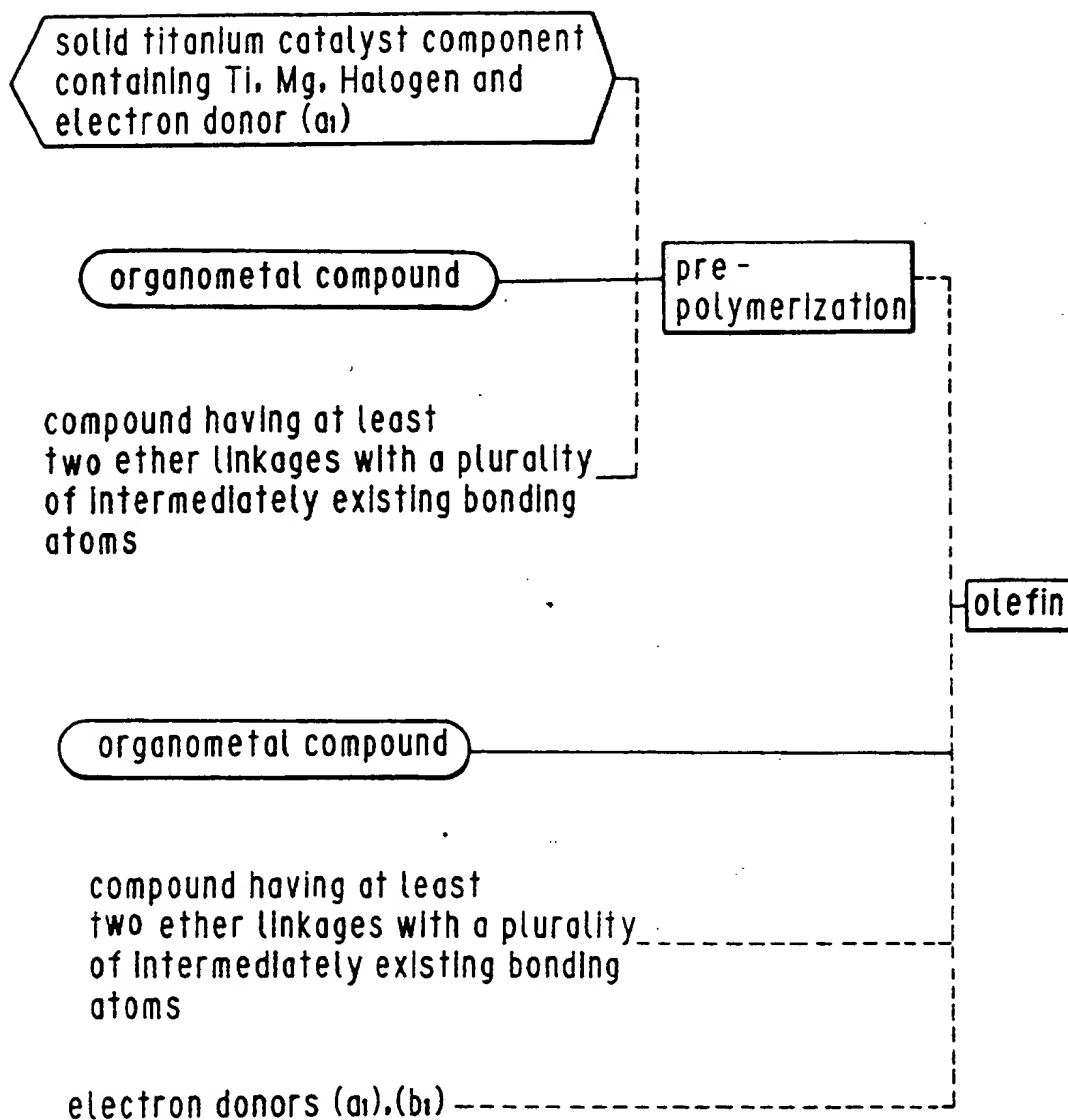 solid titanium catalyst component
containing Ti, Mg, Halogen and
electron donor (a1)
organometal compound
pre-
polymerization
compound having at least
two ether linkages with a plurality
of intermediately existing bonding
atoms
olefin
organometal compound
compound having at least
two ether linkages with a plurality
of intermediately existing bonding
atoms
electron donors (a1),(b1)